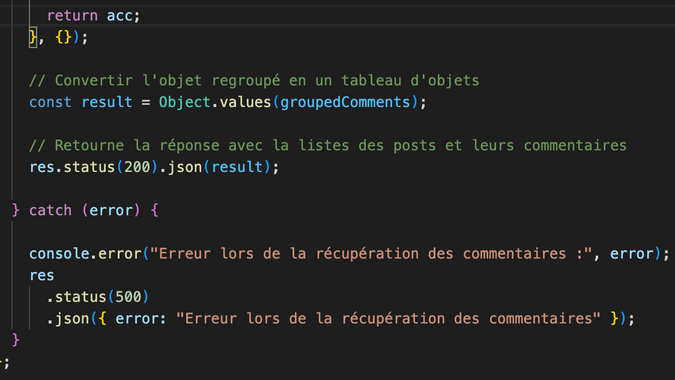 return acc;
}, {});
// Convertir l'objet regroupé en un tableau d'objets
const result = Object.values(groupedComments);
// Retourne la réponse avec la listes des posts et leurs commentaires
res.status(200).json(result);
} catch (error) {
console.error("Erreur lors de la récupération des commentaires :", error);
res
.status(500)
.json({ error: "Erreur lors de la récupération des commentaires" });
}
};